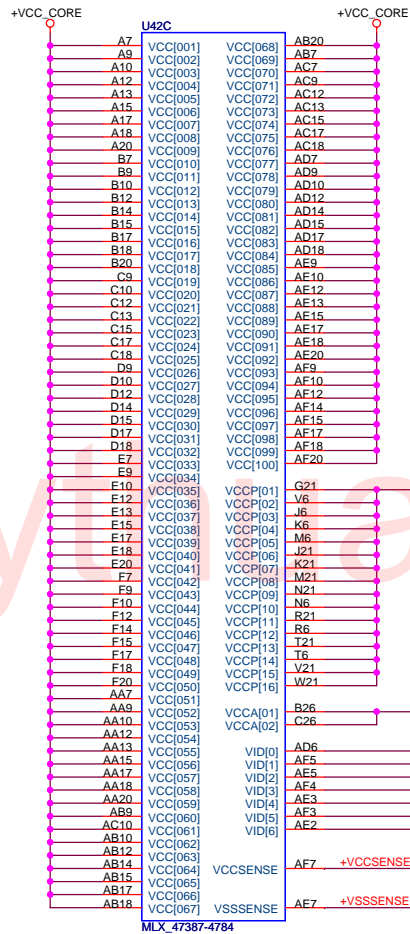 +VCC_CORE +VCC_CORE
U42C
A7 VCC[001] VCC[068] AB20
A9 VCC[002] VCC[069] AB7
A10 VCC[003] VCC[070] AC7
A12 VCC[004] VCC[071] AC9
A13 VCC[005] VCC[072] AC12
A15 VCC[006] VCC[073] AC13
A17 VCC[007] VCC[074] AC15
A18 VCC[008] VCC[075] AC17
A20 VCC[009] VCC[076] AC18
B7 VCC[010] VCC[077] AD7
B9 VCC[011] VCC[078] AD9
B10 VCC[012] VCC[079] AD10
B12 VCC[013] VCC[080] AD12
B14 VCC[014] VCC[081] AD14
B15 VCC[015] VCC[082] AD15
B17 VCC[016] VCC[083] AD17
B18 VCC[017] VCC[084] AD18
B20 VCC[018] VCC[085] AE9
C9 VCC[019] VCC[086] AE10
C10 VCC[020] VCC[087] AE12
C12 VCC[021] VCC[088] AE13
C13 VCC[022] VCC[089] AE15
C15 VCC[023] VCC[090] AE17
C17 VCC[024] VCC[091] AE18
C18 VCC[025] VCC[092] AE20
D9 VCC[026] VCC[093] AF9
D10 VCC[027] VCC[094] AF10
D12 VCC[028] VCC[095] AF12
D14 VCC[029] VCC[096] AF14
D15 VCC[030] VCC[097] AF15
D17 VCC[031] VCC[098] AF17
D18 VCC[032] VCC[099] AF18
E7 VCC[033] VCC[100] AF20
E9 VCC[034]
E10 VCC[035] VCCP[01] G21
E12 VCC[036] VCCP[02] V6
E13 VCC[037] VCCP[03] J6
E15 VCC[038] VCCP[04] K6
E17 VCC[039] VCCP[05] M6
E18 VCC[040] VCCP[06] J21
E20 VCC[041] VCCP[07] K21
F7 VCC[042] VCCP[08] M21
F9 VCC[043] VCCP[09] N21
F10 VCC[044] VCCP[10] N6
F12 VCC[045] VCCP[11] R21
F14 VCC[046] VCCP[12] R6
F15 VCC[047] VCCP[13] T21
F17 VCC[048] VCCP[14] T6
F18 VCC[049] VCCP[15] V21
F20 VCC[050] VCCP[16] W21
AA7 VCC[051]
AA9 VCC[052] VCCA[01] B26
AA10 VCC[053] VCCA[02] C26
AA12 VCC[054]
AA13 VCC[055] VID[0] AD6
AA15 VCC[056] VID[1] AF5
AA17 VCC[057] VID[2] AE5
AA18 VCC[058] VID[3] AF4
AA20 VCC[059] VID[4] AE3
AB9 VCC[060] VID[5] AF3
AC10 VCC[061] VID[6] AE2
AB10 VCC[062]
AB12 VCC[063]
AB14 VCC[064] VCCSENSE AF7 +VCCSENSE
AB15 VCC[065]
AB17 VCC[066]
AB18 VCC[067] VSSSENSE AE7 +VSSSENSE
MLX_47387-4784
ythua